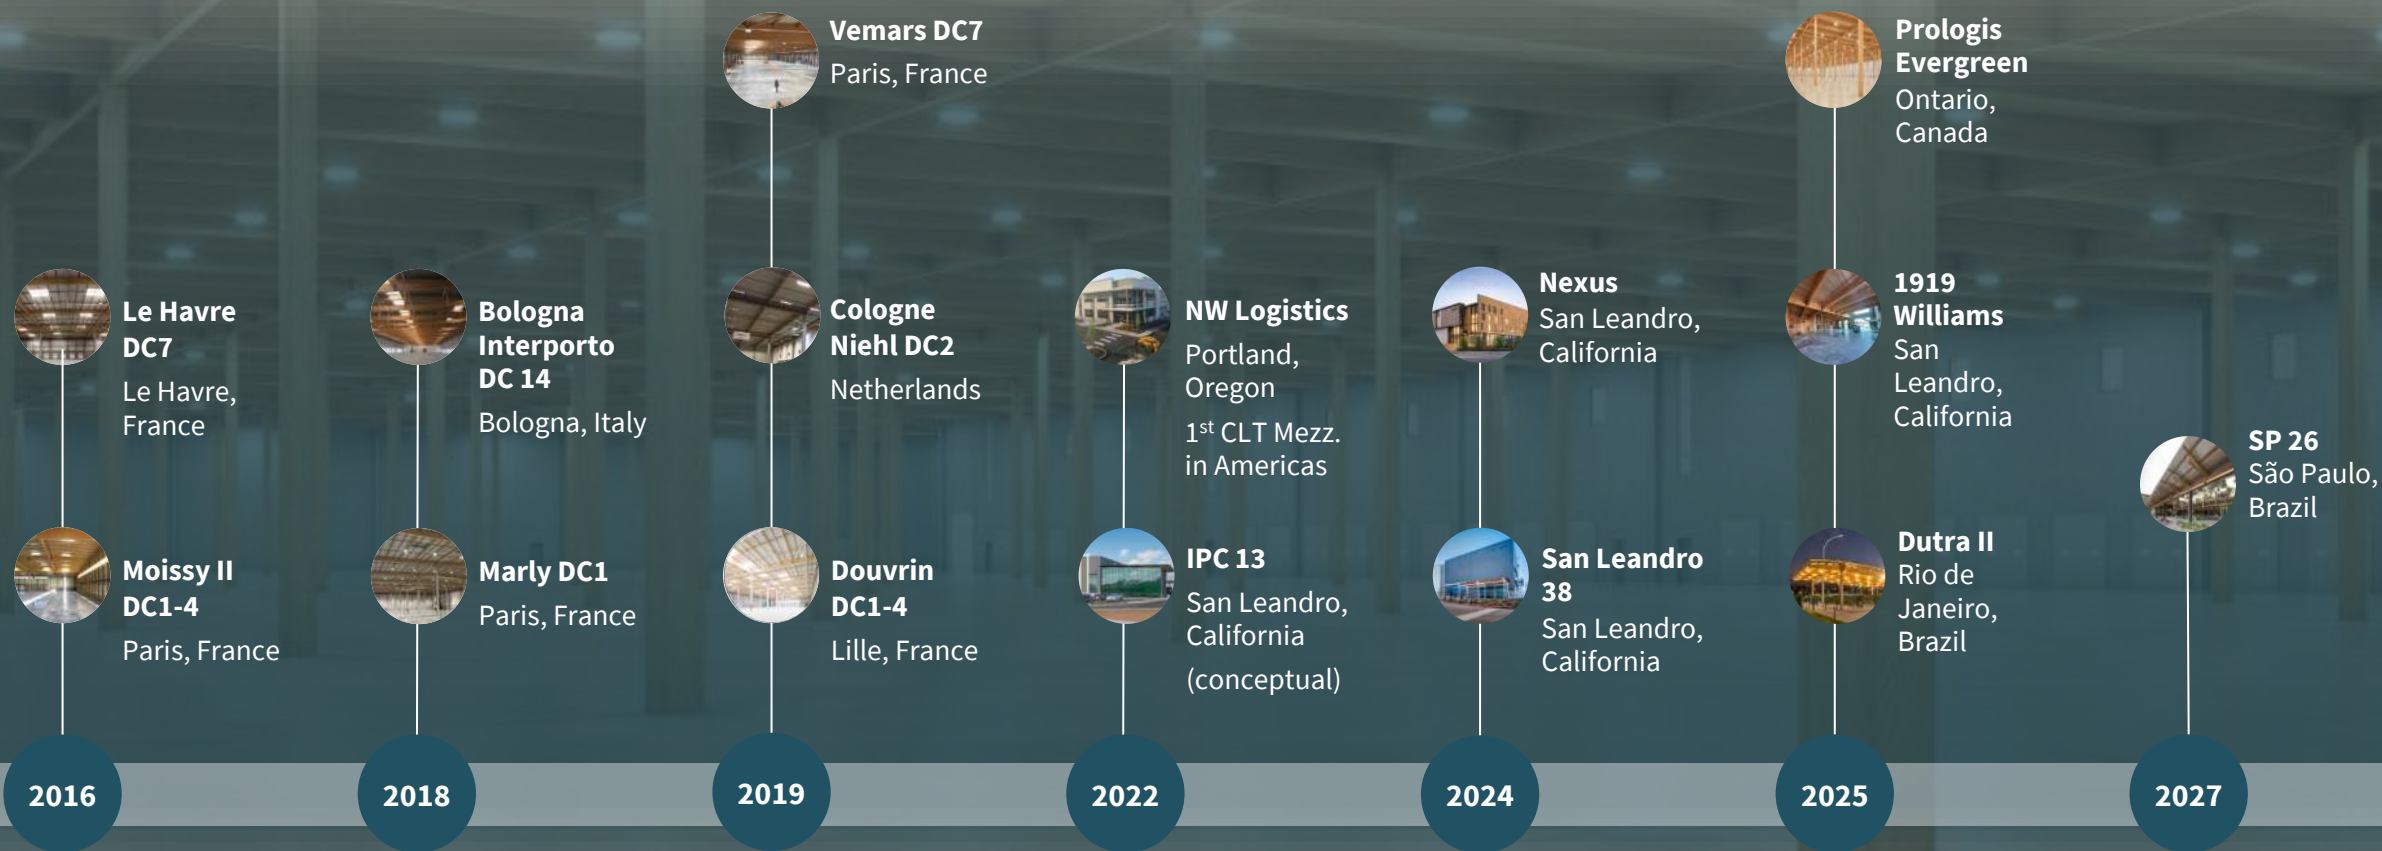 Le Havre
DC7
Le Havre,
France
Moissy II
DC1-4
Paris, France
2016
Bologna
Interporto
DC 14
Bologna, Italy
Marly DC1
Paris, France
2018
Vemars DC7
Paris, France
Cologne
Niehl DC2
Netherlands
Douvrin
DC1-4
Lille, France
2019
NW Logistics
Portland,
Oregon
1st CLT Mezz.
in Americas
IPC 13
San Leandro,
California
(conceptual)
2022
Nexus
San Leandro,
California
San Leandro
38
San Leandro,
California
2024
Prologis
Evergreen
Ontario,
Canada
1919
Williams
San
Leandro,
California
Dutra II
Rio de
Janeiro,
Brazil
2025
SP 26
São Paulo,
Brazil
2027